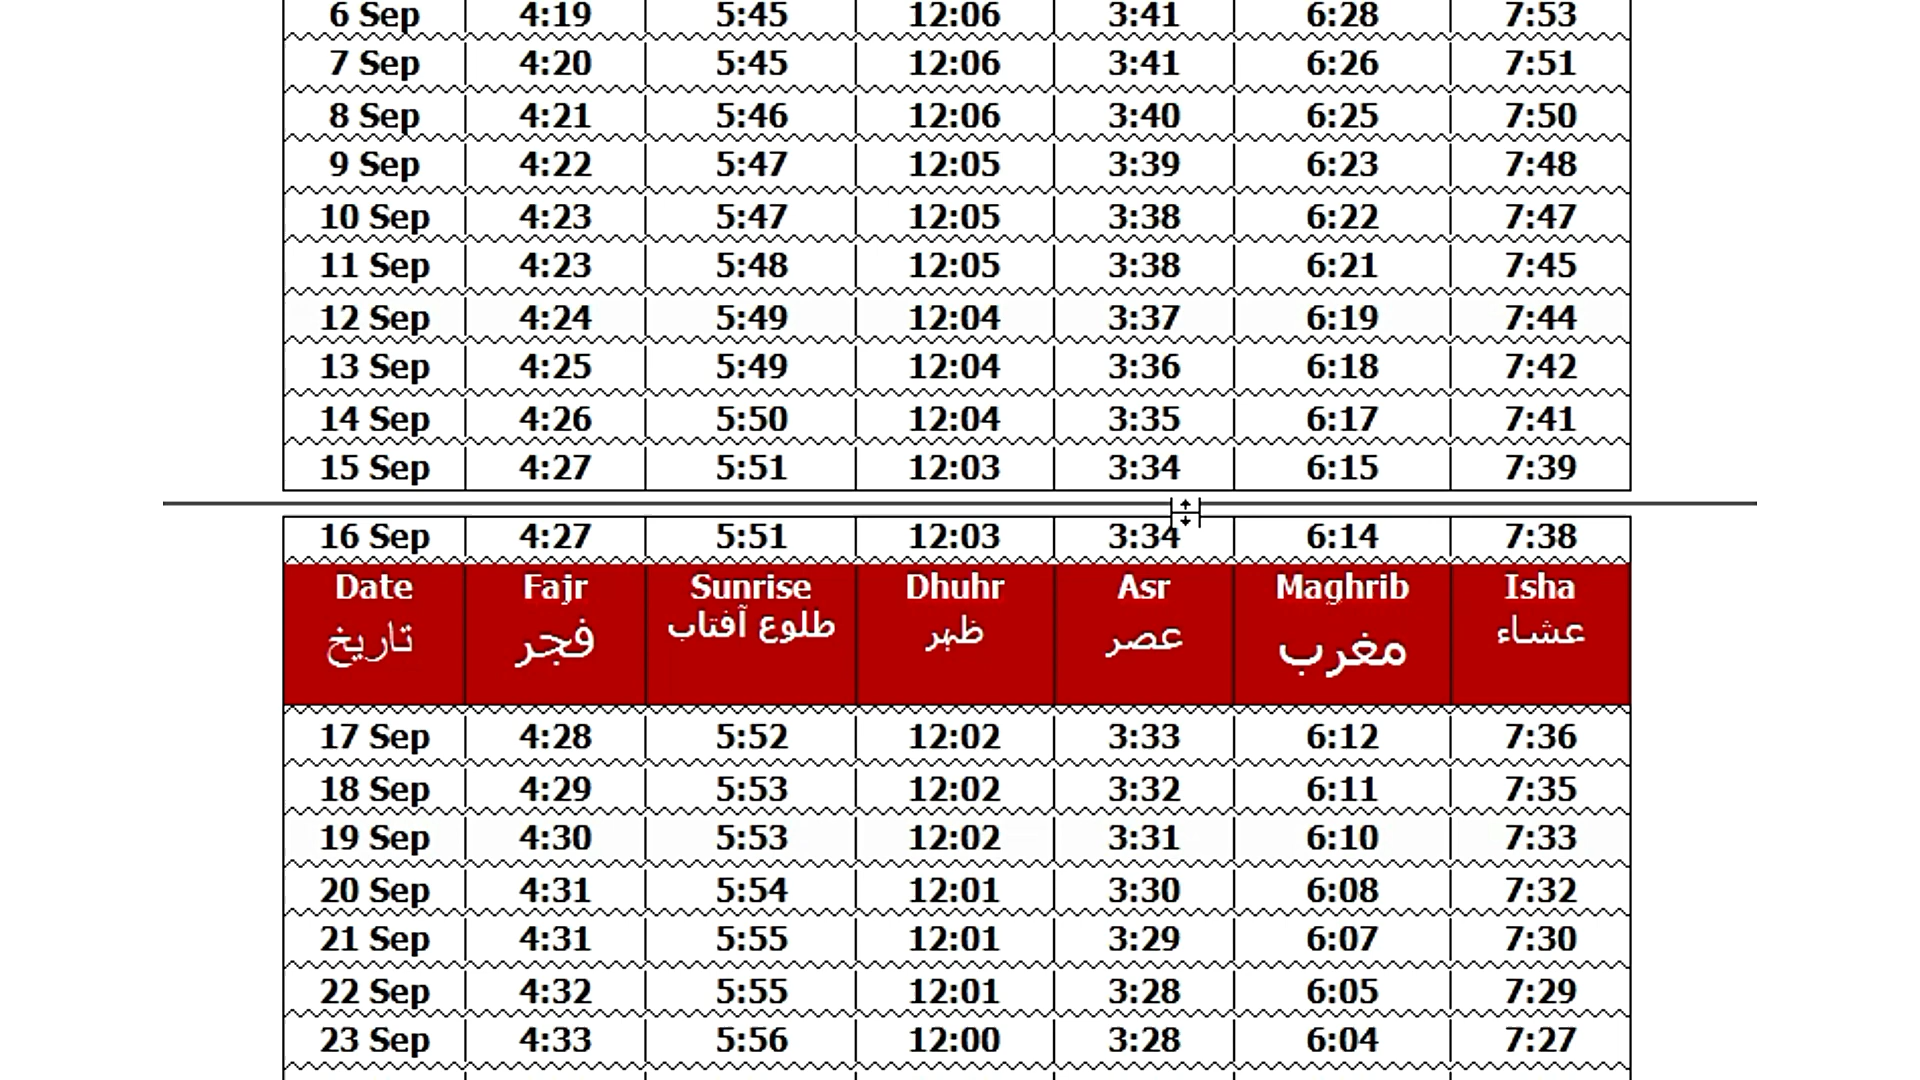 6 Sep 4:19 5:45 12:06 3:41 6:28 7:53
7 Sep 4:20 5:45 12:06 3:41 6:26 7:51
8 Sep 4:21 5:46 12:06 3:40 6:25 7:50
9 Sep 4:22 5:47 12:05 3:39 6:23 7:48
10 Sep 4:23 5:47 12:05 3:38 6:22 7:47
11 Sep 4:23 5:48 12:05 3:38 6:21 7:45
12 Sep 4:24 5:49 12:04 3:37 6:19 7:44
13 Sep 4:25 5:49 12:04 3:36 6:18 7:42
14 Sep 4:26 5:50 12:04 3:35 6:17 7:41
15 Sep 4:27 5:51 12:03 3:34 6:15 7:39
16 Sep 4:27 5:51 12:03 3:34 6:14 7:38
Date Fajr Sunrise Dhuhr Asr Maghrib Isha
تاریخ فجر طلوع آفتاب ظہر عصر مغرب عشاء
17 Sep 4:28 5:52 12:02 3:33 6:12 7:36
18 Sep 4:29 5:53 12:02 3:32 6:11 7:35
19 Sep 4:30 5:53 12:02 3:31 6:10 7:33
20 Sep 4:31 5:54 12:01 3:30 6:08 7:32
21 Sep 4:31 5:55 12:01 3:29 6:07 7:30
22 Sep 4:32 5:55 12:01 3:28 6:05 7:29
23 Sep 4:33 5:56 12:00 3:28 6:04 7:27